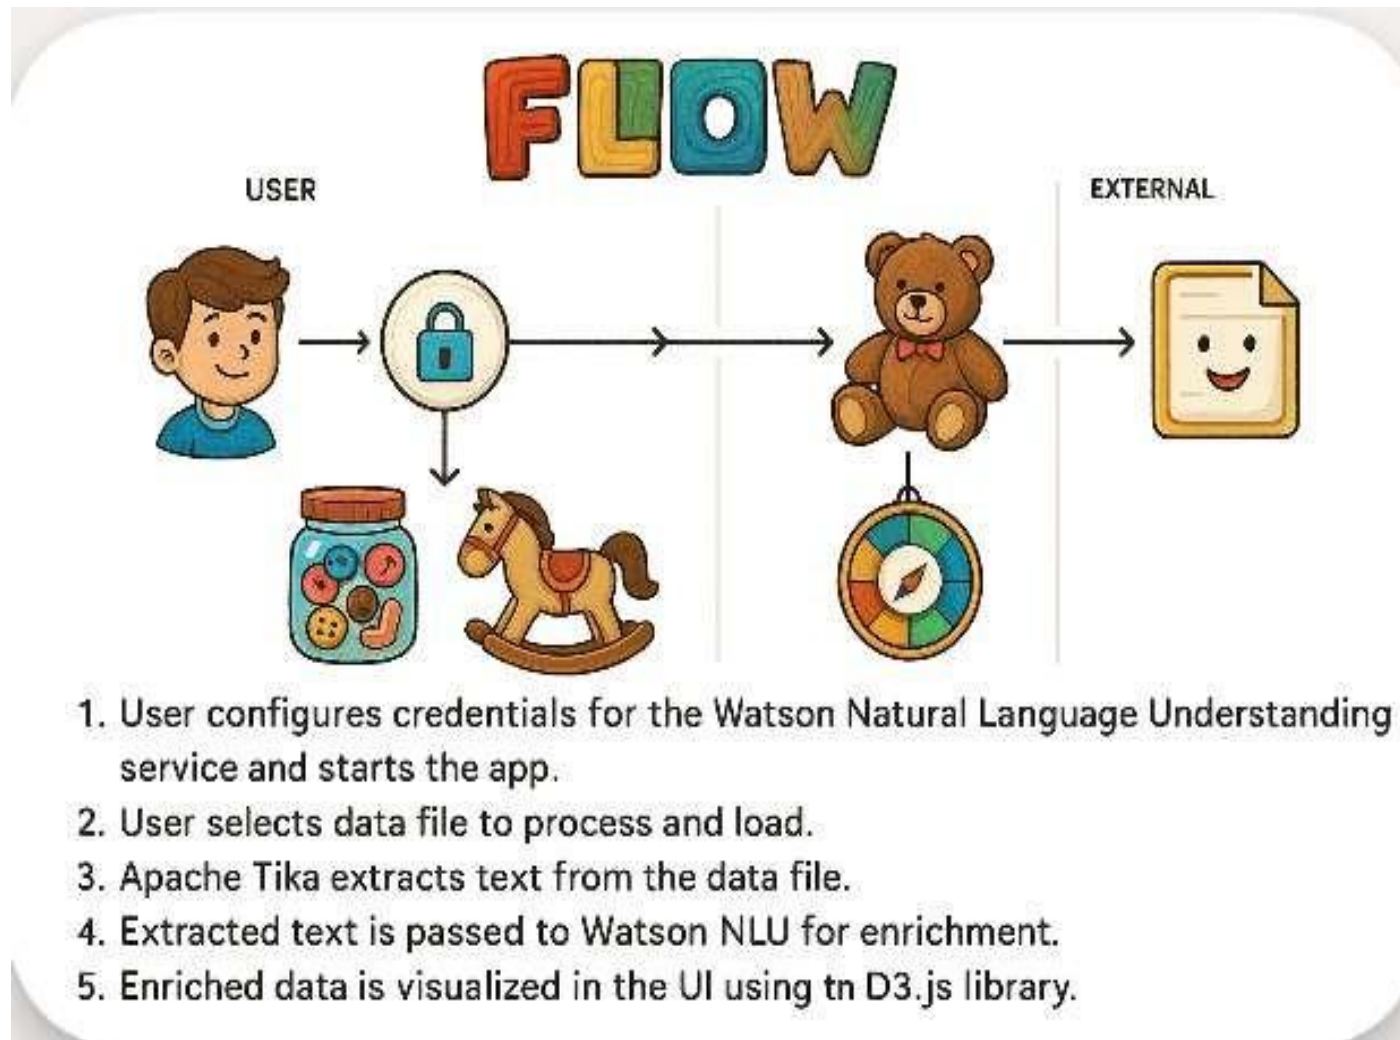 FLOW
USER
EXTERNAL
1. User configures credentials for the Watson Natural Language Understanding
service and starts the app.
2. User selects data file to process and load.
3. Apache Tika extracts text from the data file.
4. Extracted text is passed to Watson NLU for enrichment.
5. Enriched data is visualized in the UI using tn D3.js library.